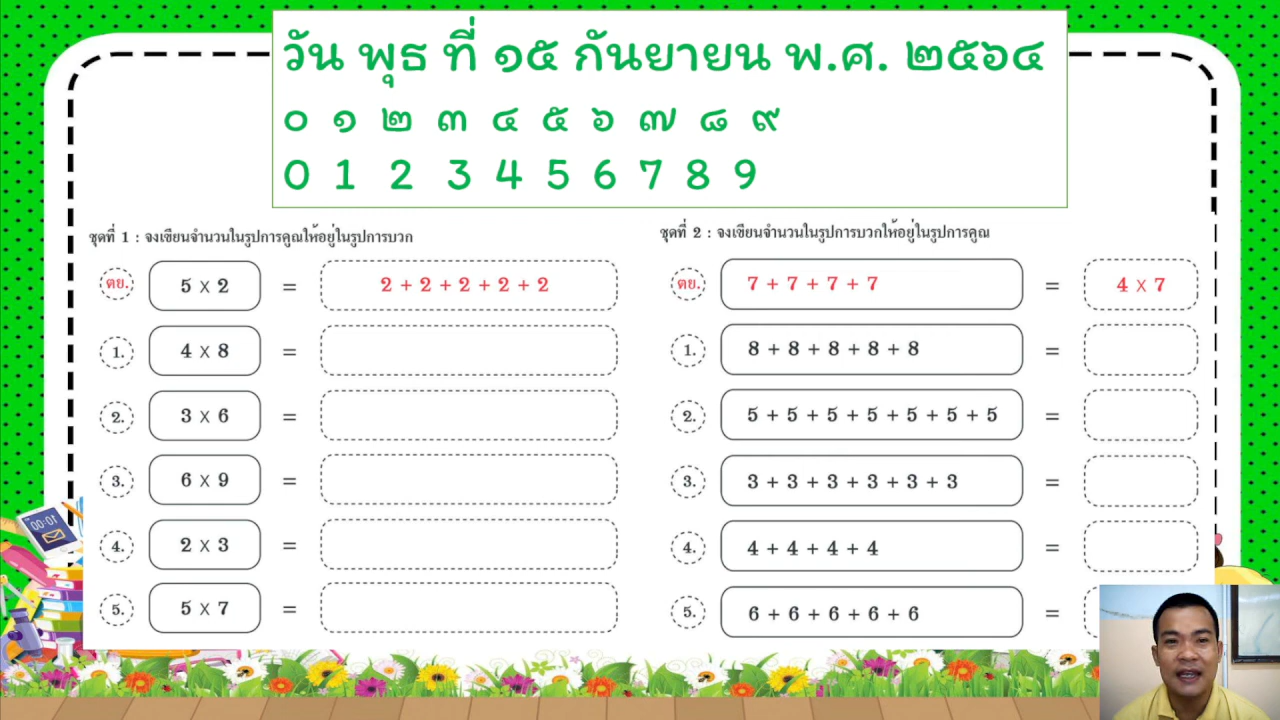 วัน พุธ ที่ ๑๕ กันยายน พ.ศ. ๒๕๖๔
๐ ๑ ๒ ๓ ๔ ๕ ๖ ๗ ๘ ๙
0 1 2 3 4 5 6 7 8 9
ชุดที่ 1 : จงเขียนจำนวนในรูปการคูณให้อยู่ในรูปการบวก
ตย. 5 x 2 = 2 + 2 + 2 + 2 + 2
1. 4 x 8 =
2. 3 x 6 =
3. 6 x 9 =
4. 2 x 3 =
5. 5 x 7 =
ชุดที่ 2 : จงเขียนจำนวนในรูปการบวกให้อยู่ในรูปการคูณ
ตย. 7 + 7 + 7 + 7 = 4 x 7
1. 8 + 8 + 8 + 8 + 8 =
2. 5 + 5 + 5 + 5 + 5 + 5 + 5 =
3. 3 + 3 + 3 + 3 + 3 + 3 =
4. 4 + 4 + 4 + 4 =
5. 6 + 6 + 6 + 6 + 6 =
00:01